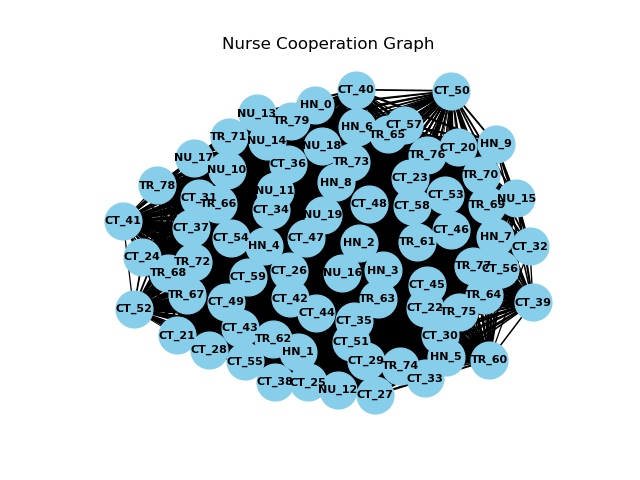 Nurse Cooperation Graph
CT_40
CT_50
HN_0
NU_13
TR_79
CT_57
HN_6
TR_65
TR_71
NU_14
HN_9
NU_18
CT_20
TR_76
NU_17
TR_73
CT_36
NU_10
TR_70
CT_23
HN_8
TR_78
NU_11
CT_53
CT_31
NU_15
TR_66
CT_48
TR_69
CT_58
CT_34
NU_19
CT_41
CT_37
CT_46
HN_7
CT_54
CT_47
TR_61
HN_2
HN_4
CT_32
CT_24
TR_72
TR_68
CT_56
CT_26
HN_3
NU_16
CT_59
CT_45
TR_67
TR_64
CT_42
TR_63
CT_49
CT_39
CT_52
CT_22
TR_75
CT_44
CT_35
CT_43
CT_21
CT_30
TR_62
CT_51
CT_28
HN_1
HN_5
TR_60
CT_55
CT_29
TR_74
CT_33
CT_38
CT_25
NU_12
CT_27